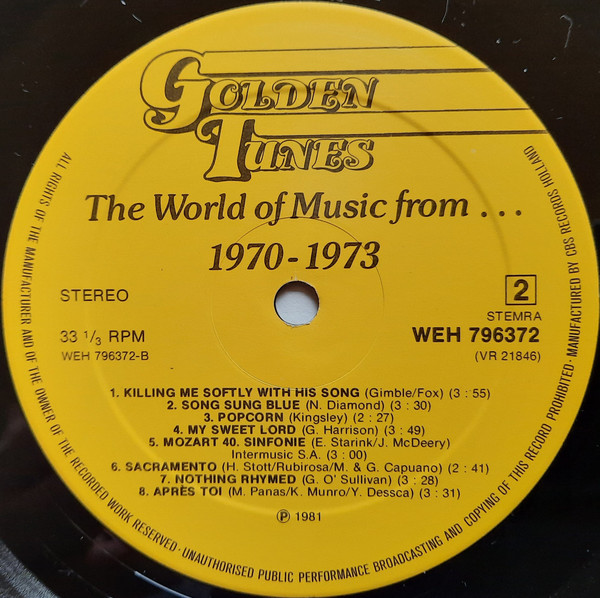 GOLDEN
TUNES
The World of Music from . . .
1970 - 1973
STEREO
2
STEMRA
33 1/3 RPM
WEH 796372
WEH 796372-B
(VR 21846)
1. KILLING ME SOFTLY WITH HIS SONG (Gimble/Fox) (3 : 55)
2. SONG SUNG BLUE (N. Diamond) (3 : 30)
3. POPCORN (Kingsley) (2 : 27)
4. MY SWEET LORD (G. Harrison) (3 : 49)
5. MOZART 40. SINFONIE (E. Starink/J. McDeery)
Intermusic S.A. (3 : 00)
6. SACRAMENTO (H. Stott/Rubirosa/M. & G. Capuano) (2 : 41)
7. NOTHING RHYMED (G. O' Sullivan) (3 : 28)
8. APRÈS TOI (M. Panas/K. Munro/Y. Dessca) (3 : 31)
Ⓟ 1981
ALL RIGHTS OF THE MANUFACTURER AND OF THE OWNER OF THE RECORDED WORK RESERVED · UNAUTHORISED PUBLIC PERFORMANCE BROADCASTING AND COPYING OF THIS RECORD PROHIBITED · MANUFACTURED BY CBS RECORDS HOLLAND